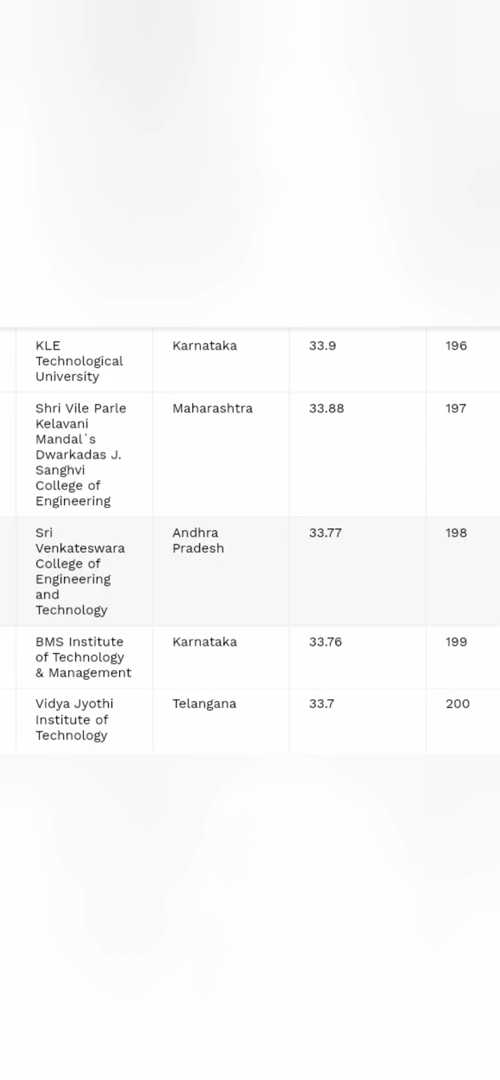 KLE
Technological
University
Karnataka
33.9
196
Shri Vile Parle
Kelavani
Mandal`s
Dwarkadas J.
Sanghvi
College of
Engineering
Maharashtra
33.88
197
Sri
Venkateswara
College of
Engineering
and
Technology
Andhra
Pradesh
33.77
198
BMS Institute
of Technology
& Management
Karnataka
33.76
199
Vidya Jyothi
Institute of
Technology
Telangana
33.7
200